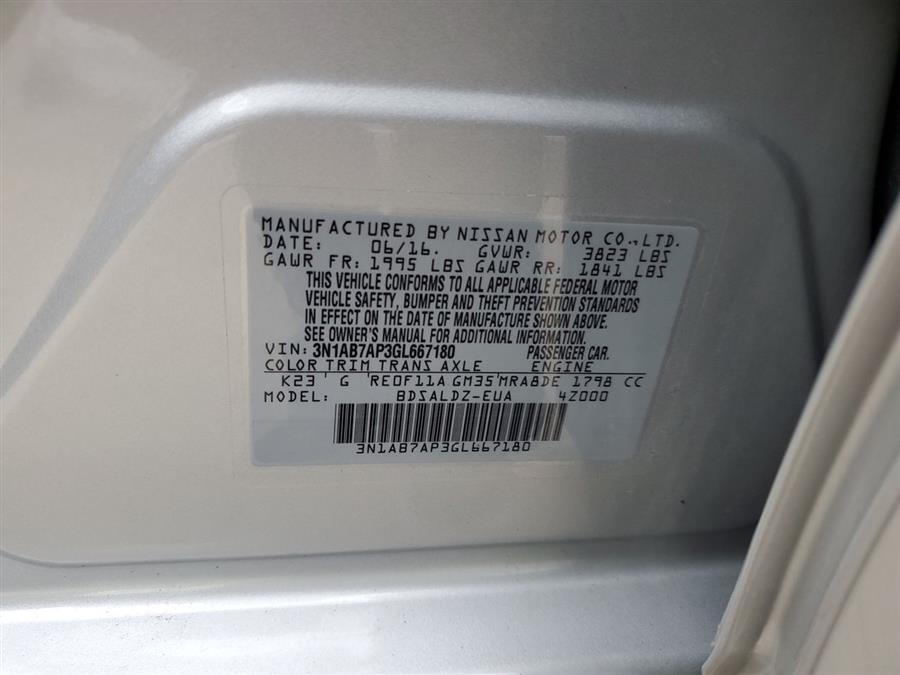 MANUFACTURED BY NISSAN MOTOR CO.,LTD.
DATE: 06/16. GVWR: 3823 LBS
GAWR FR: 1995 LBS GAWR RR: 1841 LBS
THIS VEHICLE CONFORMS TO ALL APPLICABLE FEDERAL MOTOR
VEHICLE SAFETY, BUMPER AND THEFT PREVENTION STANDARDS
IN EFFECT ON THE DATE OF MANUFACTURE SHOWN ABOVE.
SEE OWNER'S MANUAL FOR ADDITIONAL INFORMATION.
VIN: 3N1AB7AP3GL667180 PASSENGER CAR.
COLOR TRIM TRANS AXLE ENGINE
K23 G RE0F11A GM35 MRA8DE 1798 CC
MODEL: BDSALDZ-EUA 4Z000
3N1AB7AP3GL667180